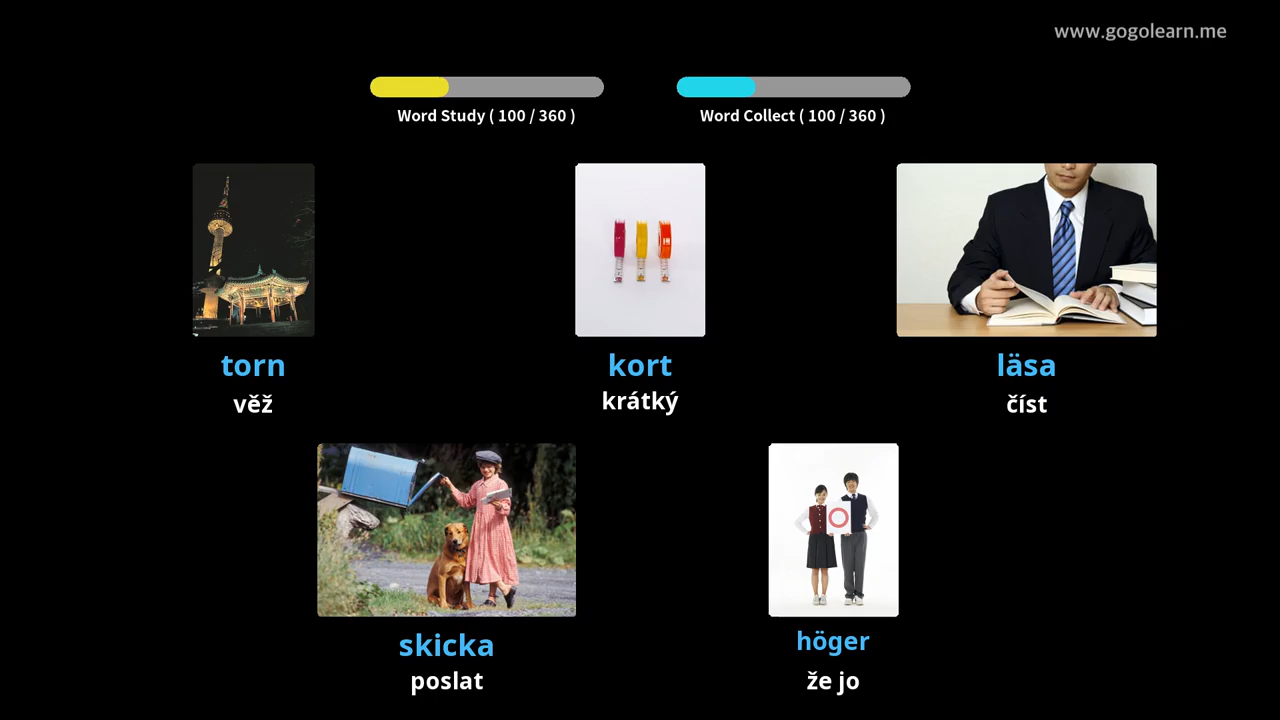 www.gogolearn.me
Word Study ( 100 / 360 )
Word Collect ( 100 / 360 )
torn
věž
kort
krátký
läsa
číst
skicka
poslat
höger
že jo